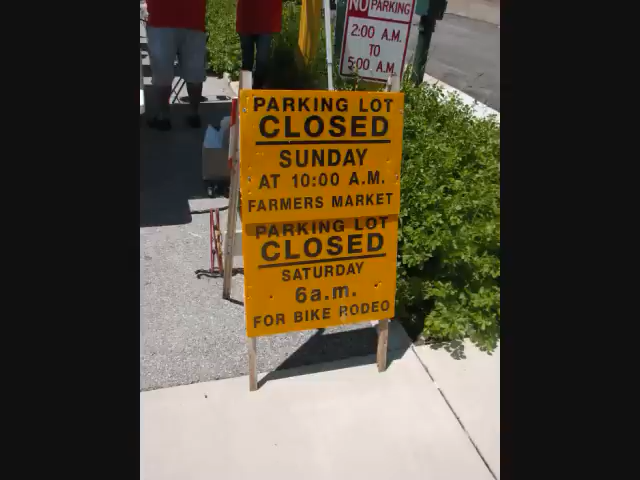 NO PARKING
2:00 A.M.
TO
5:00 A.M.
PARKING LOT
CLOSED
SUNDAY
AT 10:00 A.M.
FARMERS MARKET
PARKING LOT
CLOSED
SATURDAY
6a.m.
FOR BIKE RODEO